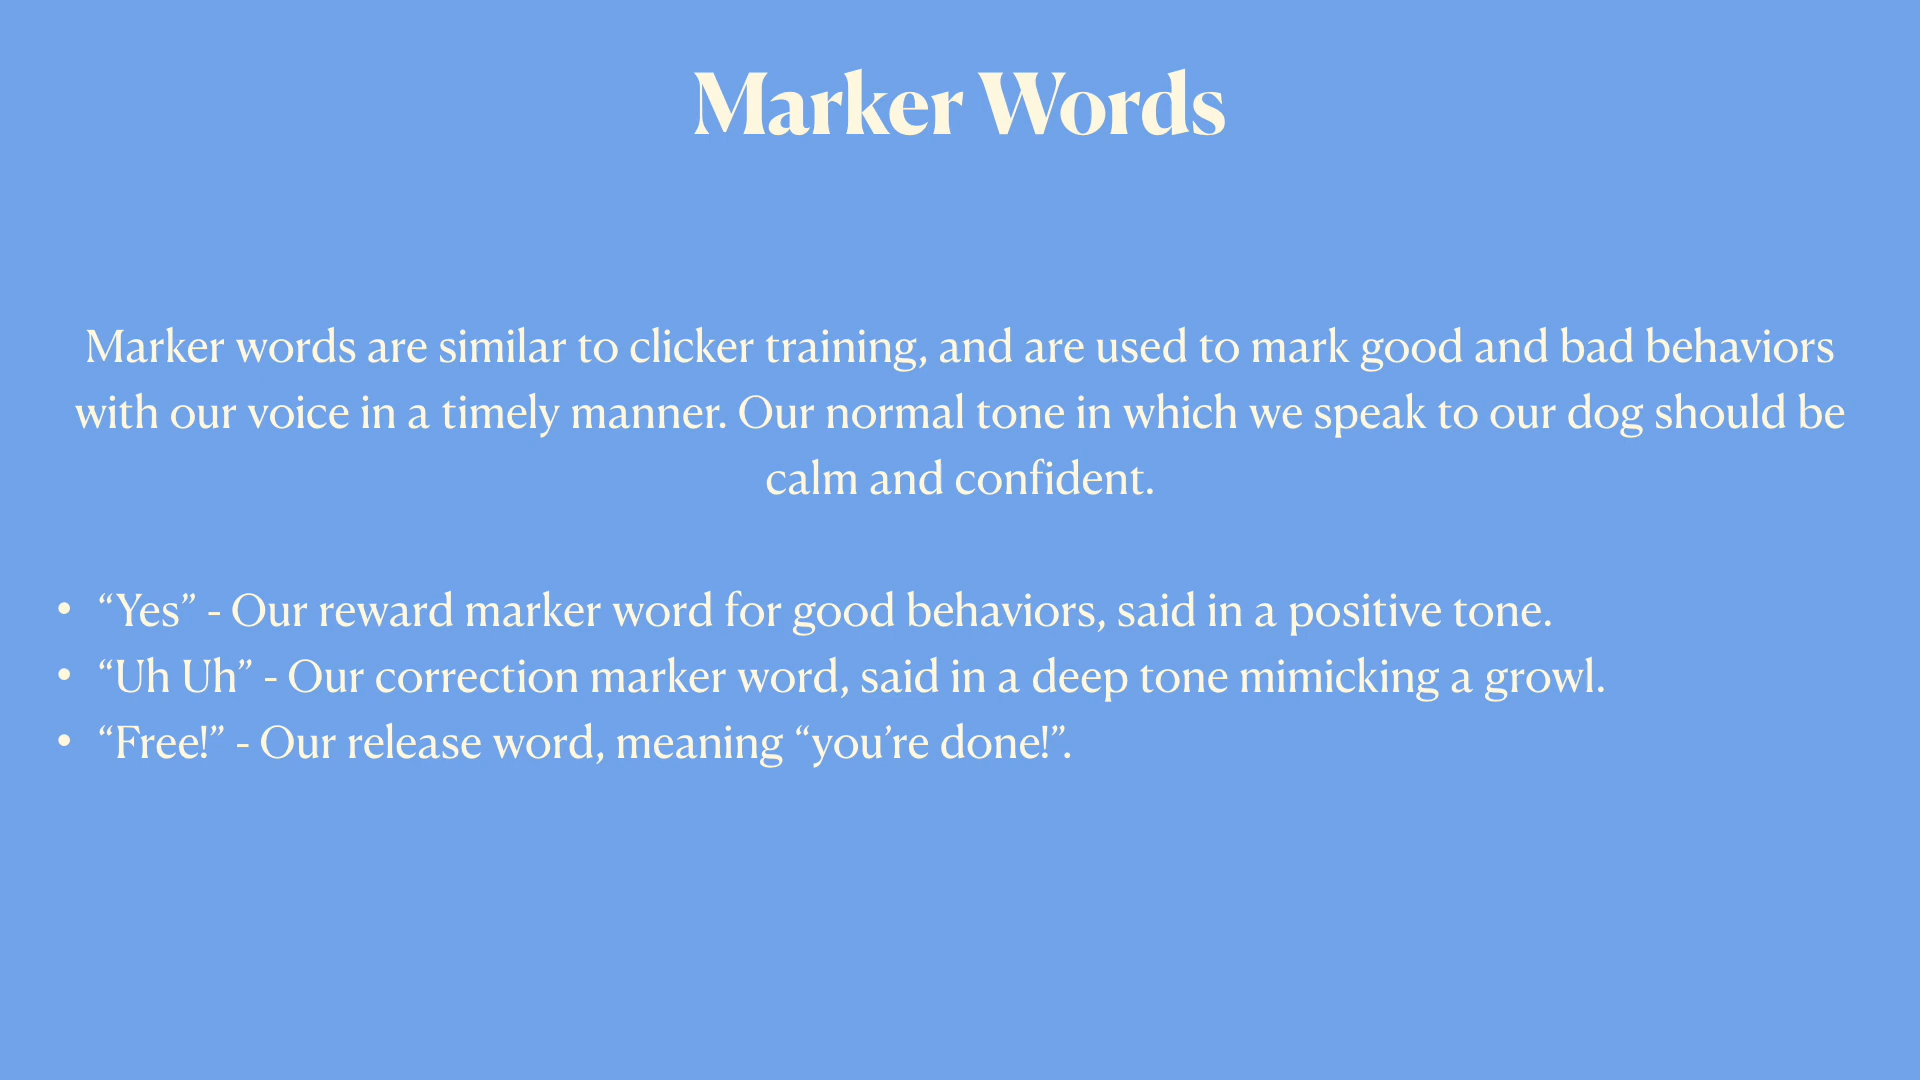 Marker Words
Marker words are similar to clicker training, and are used to mark good and bad behaviors
with our voice in a timely manner. Our normal tone in which we speak to our dog should be
calm and confident.
• “Yes” - Our reward marker word for good behaviors, said in a positive tone.
• “Uh Uh” - Our correction marker word, said in a deep tone mimicking a growl.
• “Free!” - Our release word, meaning “you’re done!”.